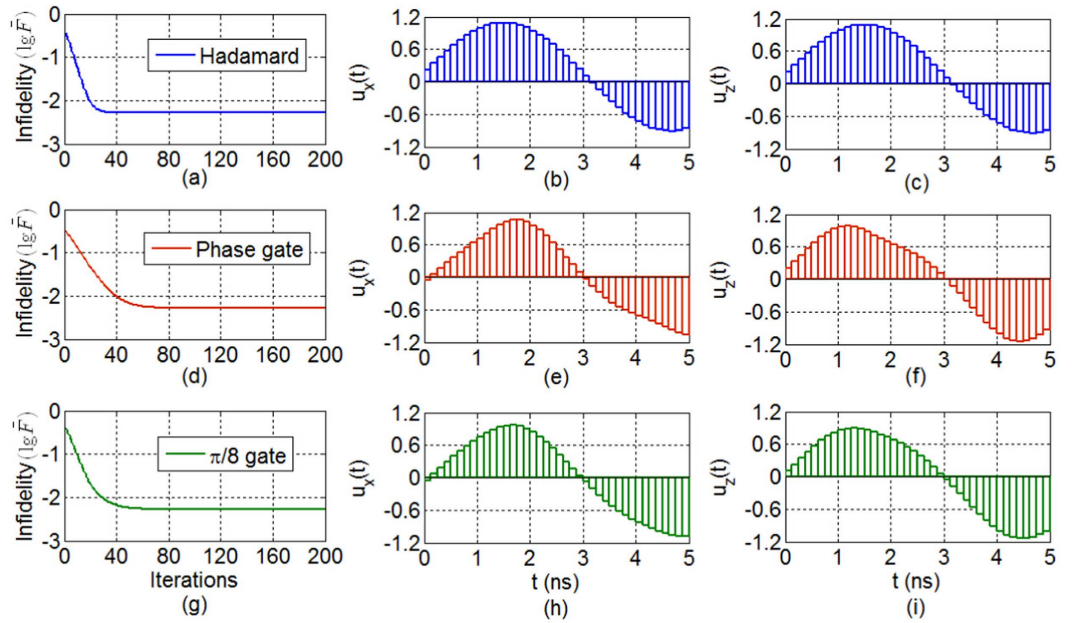 Infidelity (lg F̄)
0
-1
-2
-3
Hadamard
0 40 80 120 160 200
(a)
u_x(t)
1.2
0.6
0
-0.6
-1.2
0 1 2 3 4 5
(b)
u_z(t)
1.2
0.6
0
-0.6
-1.2
0 1 2 3 4 5
(c)
Infidelity (lg F̄)
0
-1
-2
-3
Phase gate
0 40 80 120 160 200
(d)
u_x(t)
1.2
0.6
0
-0.6
-1.2
0 1 2 3 4 5
(e)
u_z(t)
1.2
0.6
0
-0.6
-1.2
0 1 2 3 4 5
(f)
Infidelity (lg F̄)
0
-1
-2
-3
π/8 gate
0 40 80 120 160 200
Iterations
(g)
u_x(t)
1.2
0.6
0
-0.6
-1.2
0 1 2 3 4 5
t (ns)
(h)
u_z(t)
1.2
0.6
0
-0.6
-1.2
0 1 2 3 4 5
t (ns)
(i)